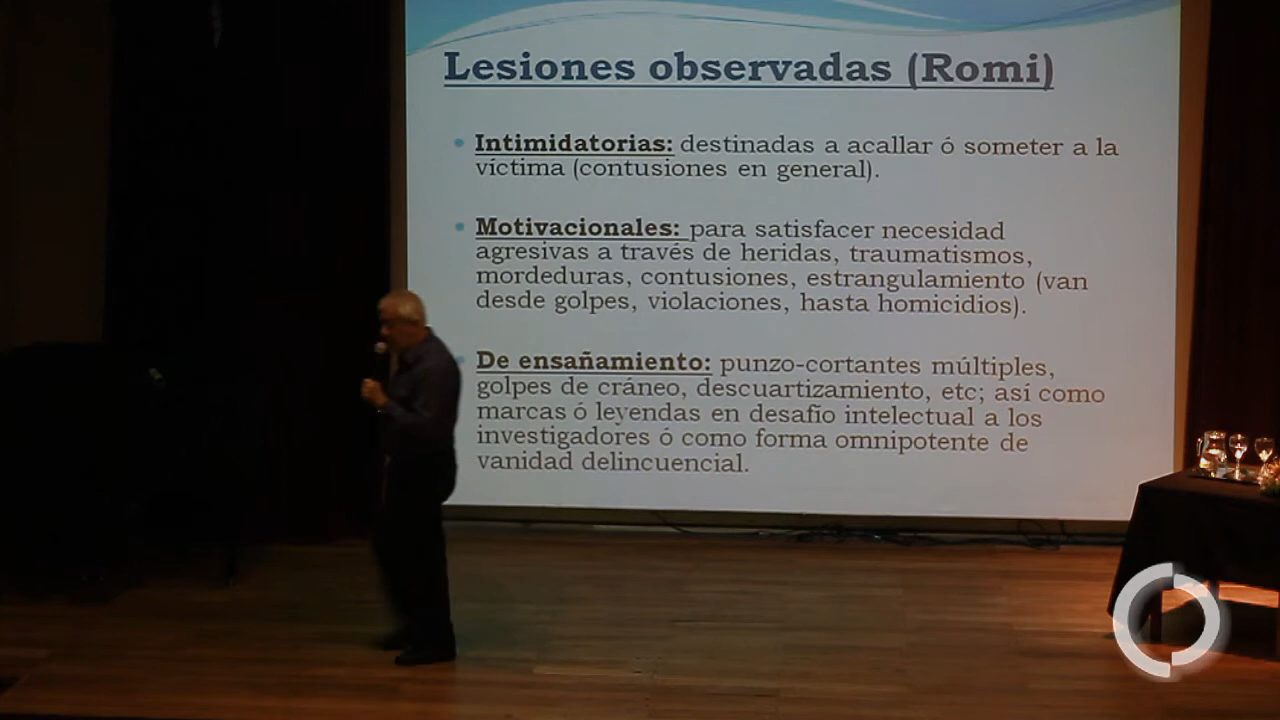 Lesiones observadas (Romi)
Intimidatorias: destinadas a acallar ó someter a la
víctima (contusiones en general).
Motivacionales: para satisfacer necesidad
agresivas a través de heridas, traumatismos,
mordeduras, contusiones, estrangulamiento (van
desde golpes, violaciones, hasta homicidios).
De ensañamiento: punzo-cortantes múltiples,
golpes de cráneo, descuartizamiento, etc; así como
marcas ó leyendas en desafío intelectual a los
investigadores ó como forma omnipotente de
vanidad delincuencial.